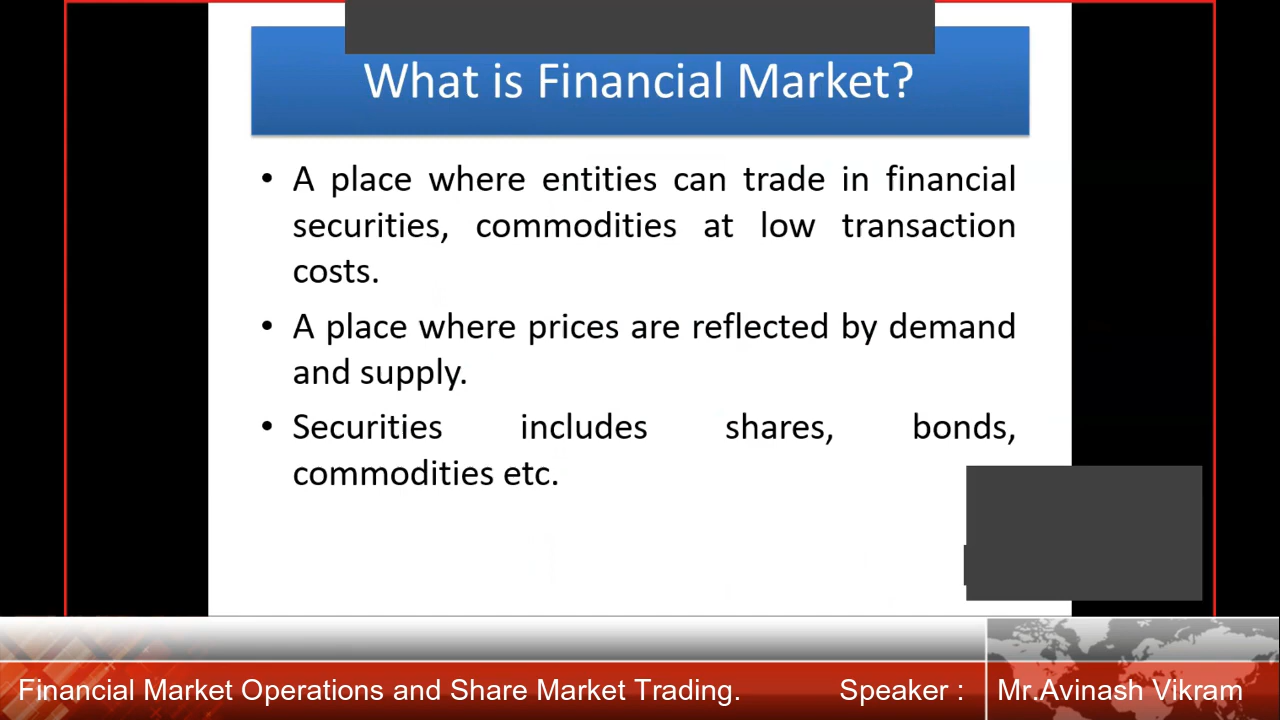 What is Financial Market?
• A place where entities can trade in financial
securities, commodities at low transaction
costs.
• A place where prices are reflected by demand
and supply.
• Securities includes shares, bonds,
commodities etc.
Financial Market Operations and Share Market Trading. Speaker : Mr.Avinash Vikram